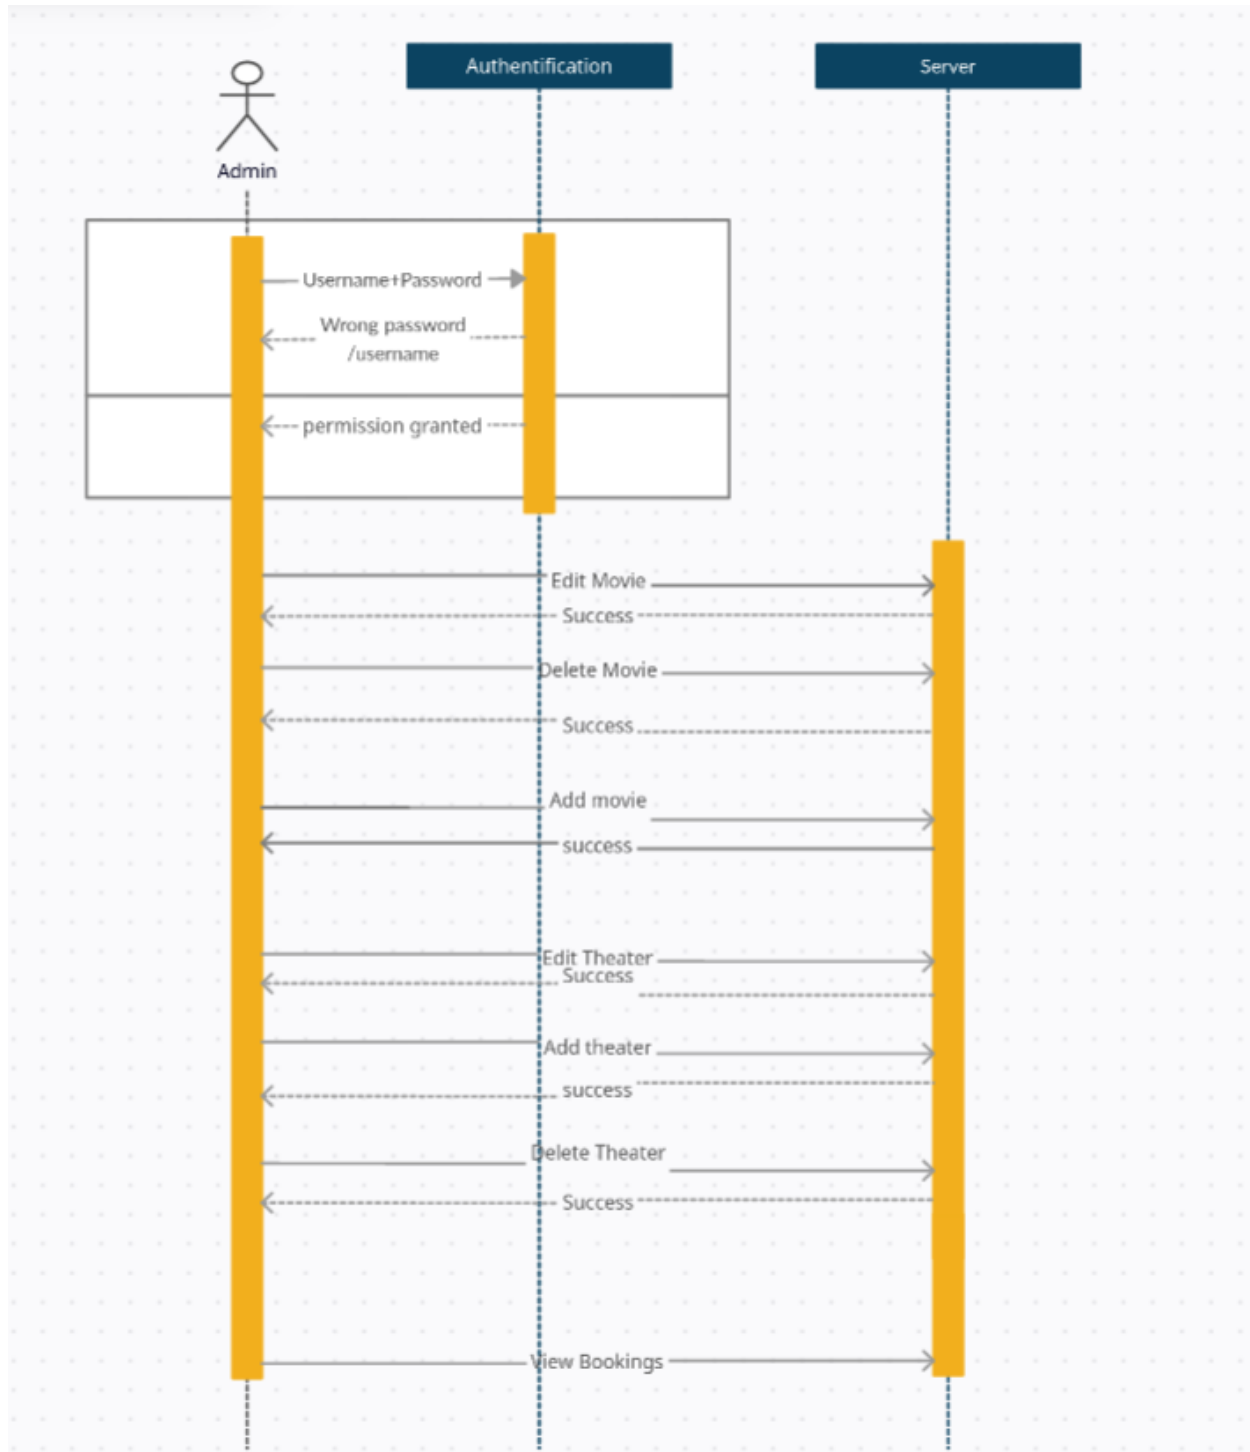 Authentification
Server
Admin
Username+Password
Wrong password
/username
permission granted
Edit Movie
Success
Delete Movie
Success
Add movie
success
Edit Theater
Success
Add theater
success
Delete Theater
Success
View Bookings